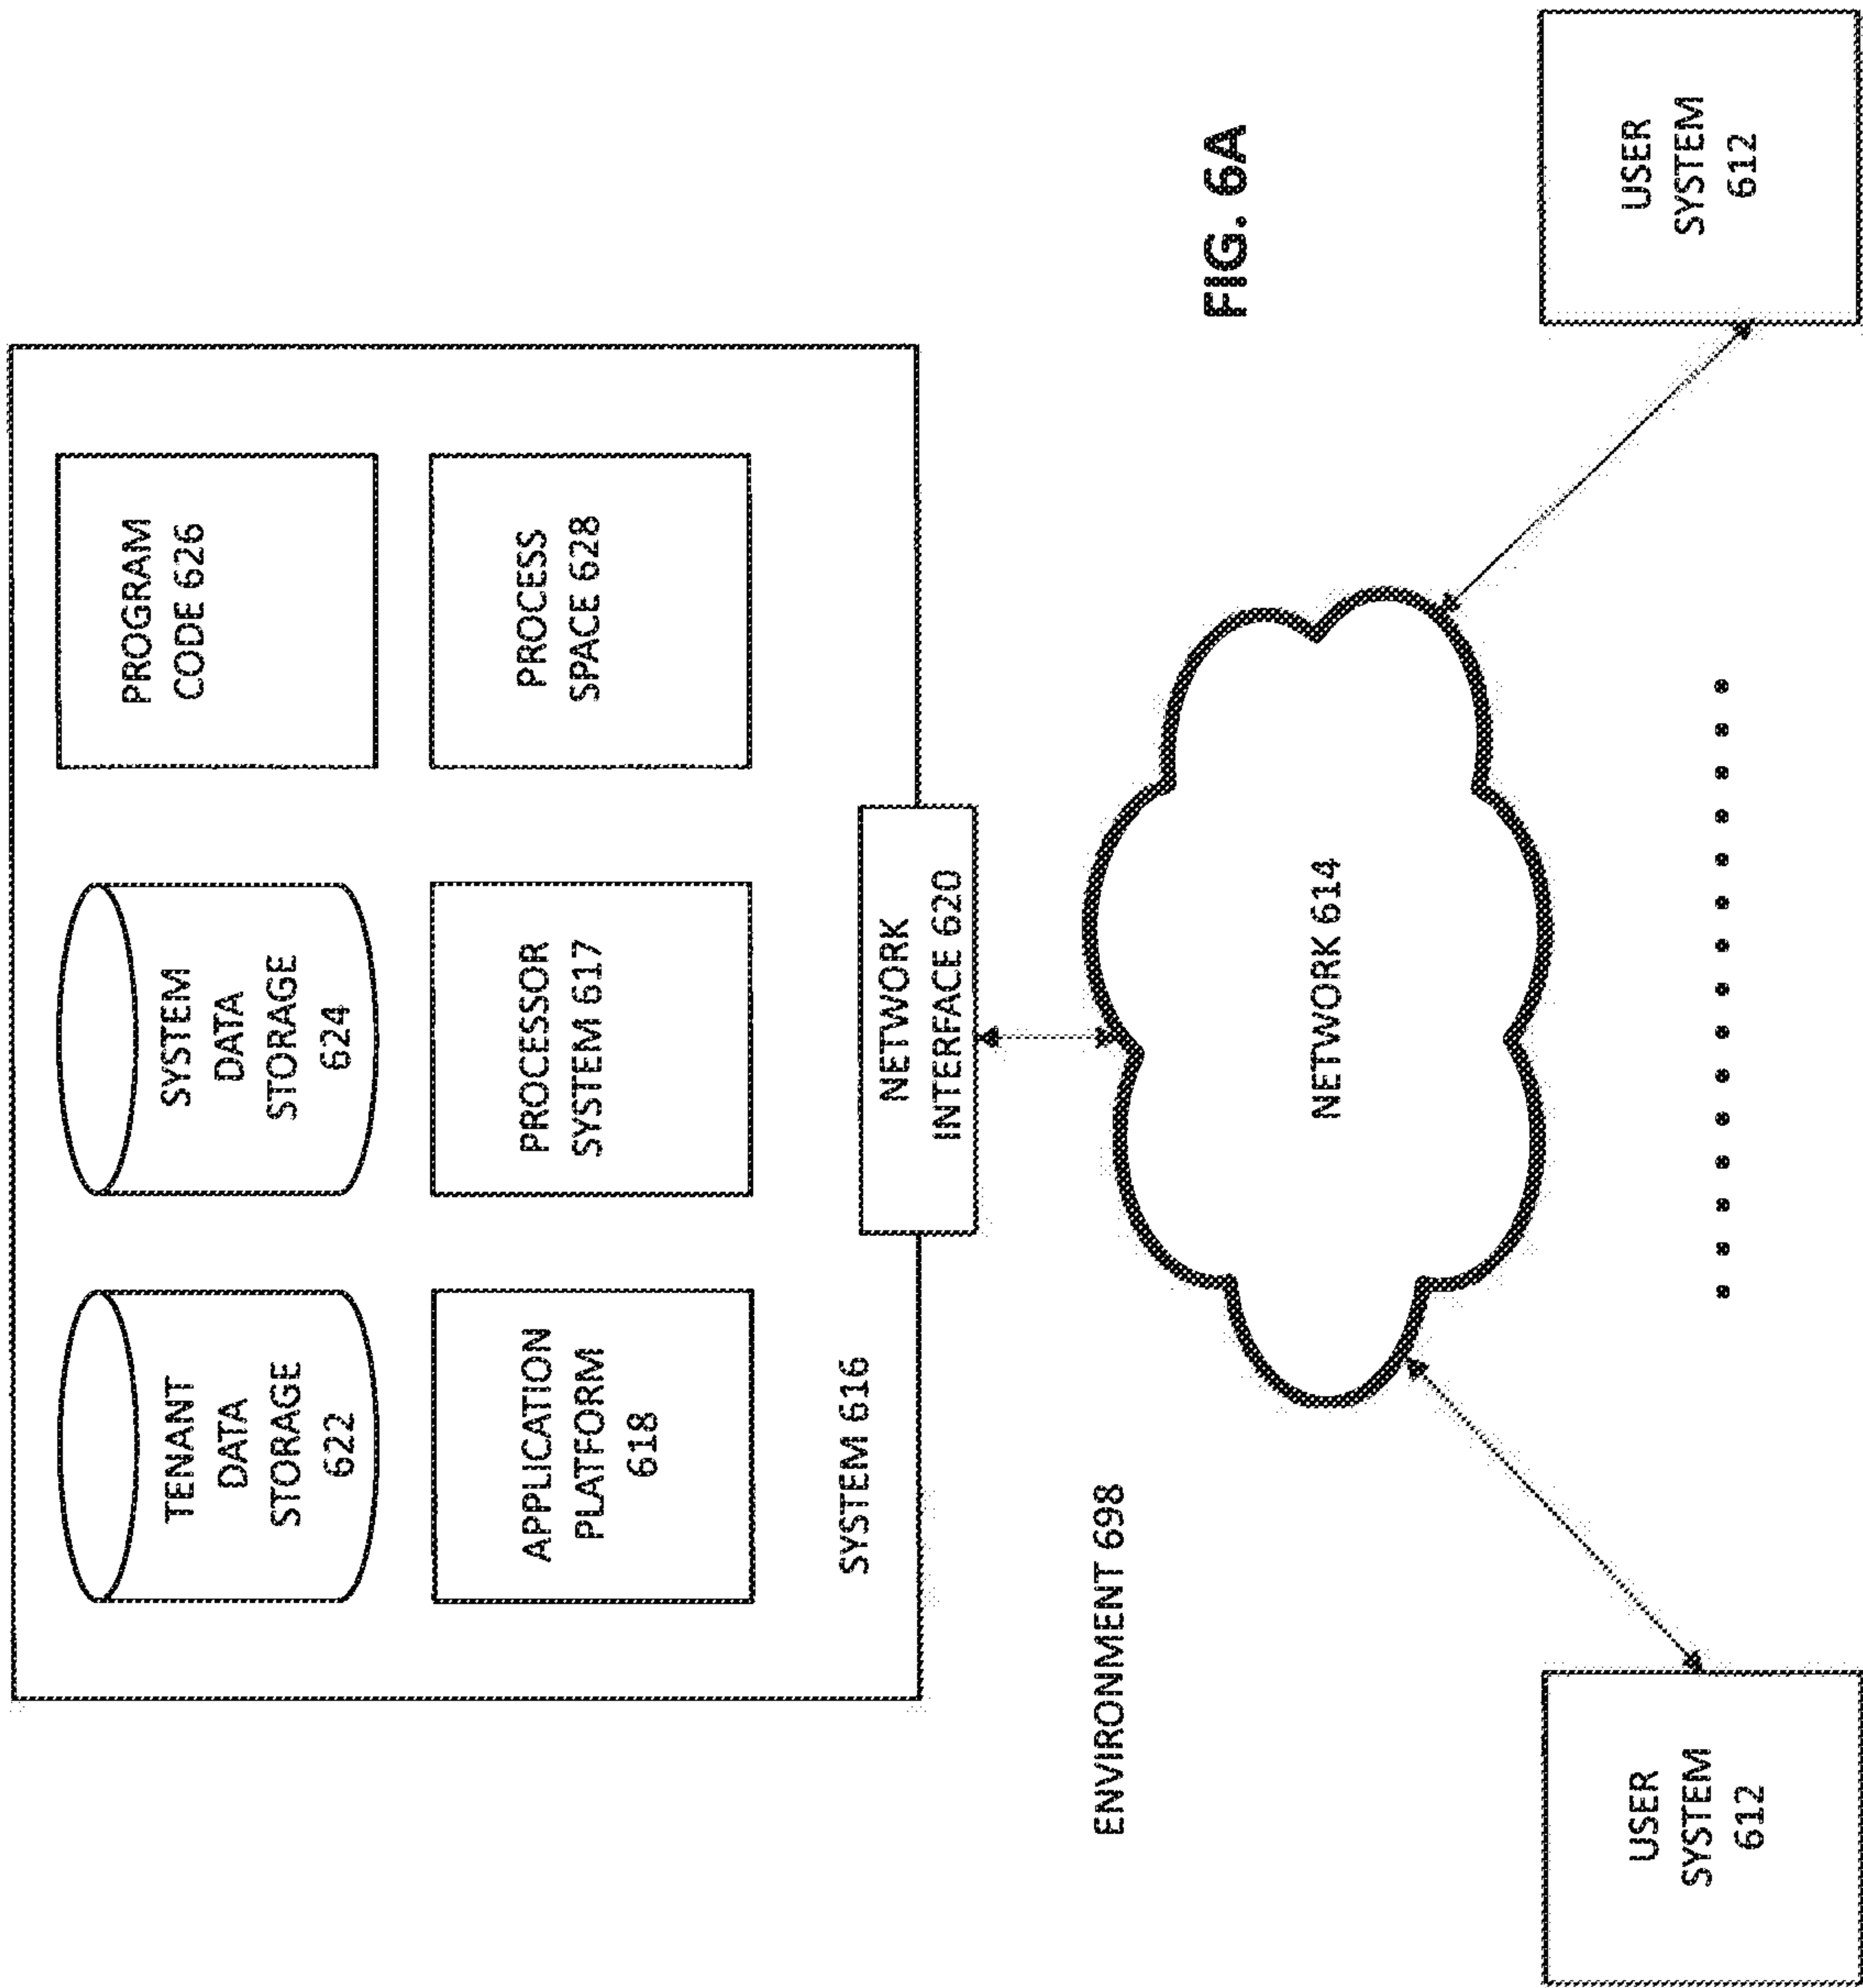 TENANT
DATA
STORAGE
622
SYSTEM
DATA
STORAGE
624
PROGRAM
CODE 626
APPLICATION
PLATFORM
618
PROCESSOR
SYSTEM 617
PROCESS
SPACE 628
SYSTEM 616
NETWORK
INTERFACE 620
ENVIRONMENT 698
NETWORK 614
FIG. 6A
USER
SYSTEM
612
USER
SYSTEM
612